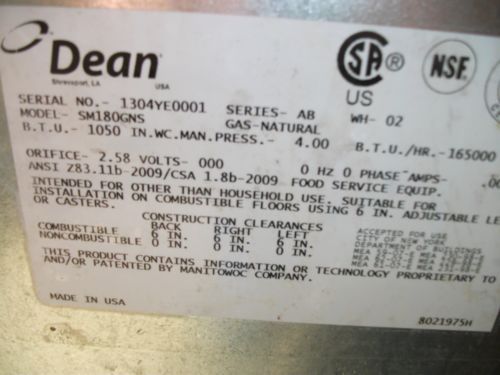 Dean
Shreveport, LA USA
CSA ® US
NSF
SERIAL NO.- 1304YE0001 SERIES- AB
MODEL- SM180GNS GAS-NATURAL WH- 02
B.T.U.- 1050 IN.WC.MAN.PRESS.- 4.00 B.T.U./HR.-165000
ORIFICE- 2.58 VOLTS- 000 0 HZ 0 PHASE AMPS- .0
ANSI Z83.11b-2009/CSA 1.8b-2009 FOOD SERVICE EQUIP.
INTENDED FOR OTHER THAN HOUSEHOLD USE. SUITABLE FOR
INSTALLATION ON COMBUSTIBLE FLOORS USING 6 IN. ADJUSTABLE LE
OR CASTERS.
CONSTRUCTION CLEARANCES
BACK RIGHT LEFT
COMBUSTIBLE 6 IN. 6 IN. 6 IN.
NONCOMBUSTIBLE 0 IN. 0 IN. 0 IN.
ACCEPTED FOR USE
CITY OF NEW YORK
DEPARTMENT OF BUILDINGS
THIS PRODUCT CONTAINS INFORMATION OR TECHNOLOGY PROPRIETARY TO
AND/OR PATENTED BY MANITOWOC COMPANY.
MADE IN USA
8021975H